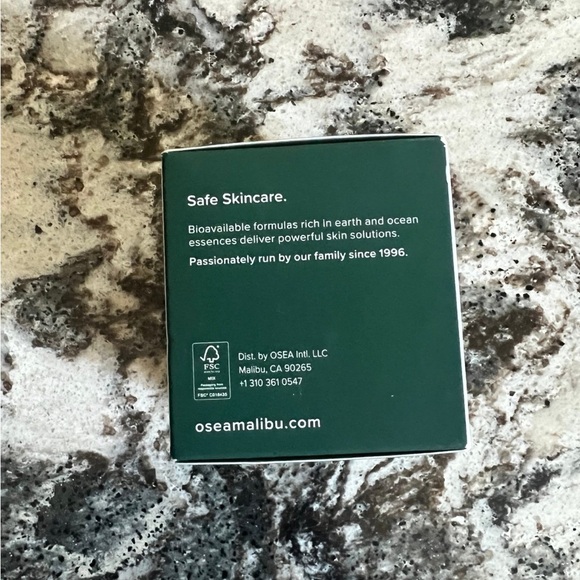 Safe Skincare.
Bioavailable formulas rich in earth and ocean
essences deliver powerful skin solutions.
Passionately run by our family since 1996.
FSC
MIX
Dist. by OSEA Intl. LLC
Malibu, CA 90265
+1 310 361 0547
oseamalibu.com